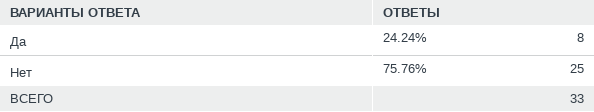 ВАРИАНТЫ ОТВЕТА ОТВЕТЫ
Да 24.24% 8
Нет 75.76% 25
ВСЕГО 33